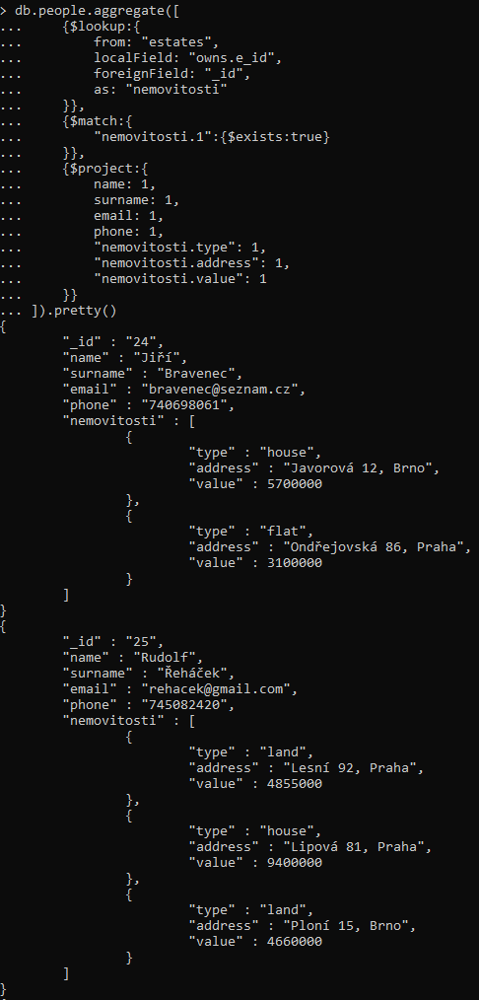 > db.people.aggregate([
...     {$lookup:{
...         from: "estates",
...         localField: "owns.e_id",
...         foreignField: "_id",
...         as: "nemovitosti"
...     }},
...     {$match:{
...         "nemovitosti.1":{$exists:true}
...     }},
...     {$project:{
...         name: 1,
...         surname: 1,
...         email: 1,
...         phone: 1,
...         "nemovitosti.type": 1,
...         "nemovitosti.address": 1,
...         "nemovitosti.value": 1
...     }}
... ]).pretty()
{
        "_id" : "24",
        "name" : "Jiří",
        "surname" : "Bravenec",
        "email" : "bravenec@seznam.cz",
        "phone" : "740698061",
        "nemovitosti" : [
                {
                        "type" : "house",
                        "address" : "Javorová 12, Brno",
                        "value" : 5700000
                },
                {
                        "type" : "flat",
                        "address" : "Ondřejovská 86, Praha",
                        "value" : 3100000
                }
        ]
}
{
        "_id" : "25",
        "name" : "Rudolf",
        "surname" : "Řeháček",
        "email" : "rehacek@gmail.com",
        "phone" : "745082420",
        "nemovitosti" : [
                {
                        "type" : "land",
                        "address" : "Lesní 92, Praha",
                        "value" : 4855000
                },
                {
                        "type" : "house",
                        "address" : "Lipová 81, Praha",
                        "value" : 9400000
                },
                {
                        "type" : "land",
                        "address" : "Ploní 15, Brno",
                        "value" : 4660000
                }
        ]
}